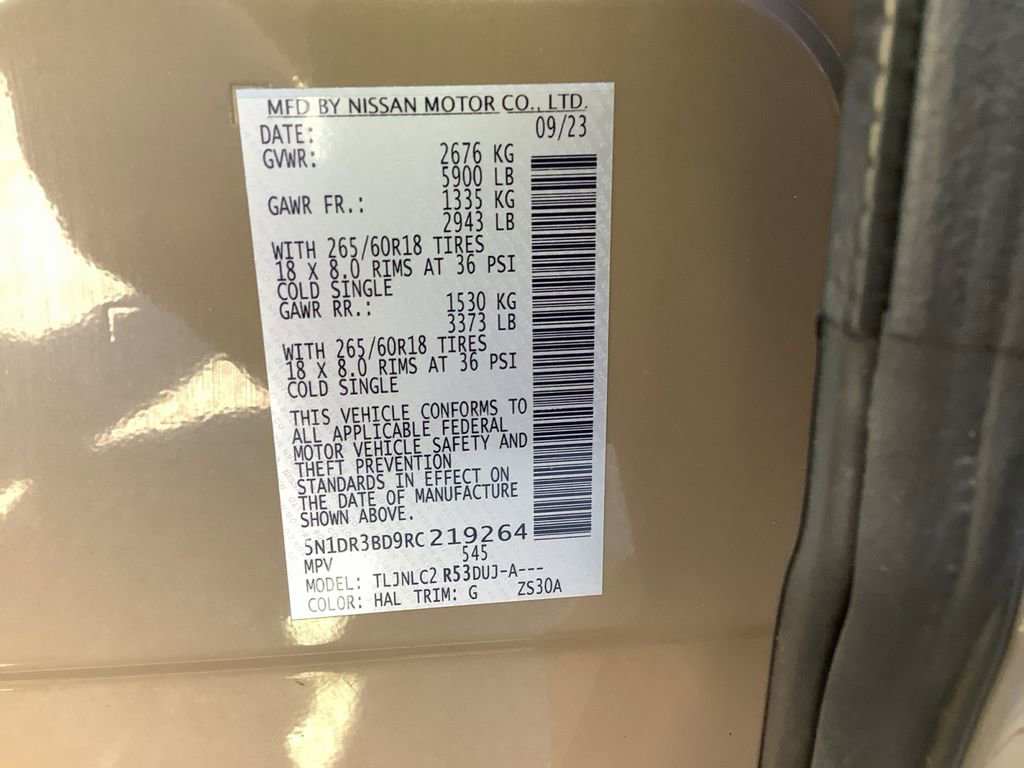 MFD BY NISSAN MOTOR CO., LTD.
DATE: 09/23
GVWR: 2676 KG
5900 LB
GAWR FR.: 1335 KG
2943 LB
WITH 265/60R18 TIRES
18 X 8.0 RIMS AT 36 PSI
COLD SINGLE
GAWR RR.: 1530 KG
3373 LB
WITH 265/60R18 TIRES
18 X 8.0 RIMS AT 36 PSI
COLD SINGLE
THIS VEHICLE CONFORMS TO
ALL APPLICABLE FEDERAL
MOTOR VEHICLE SAFETY AND
THEFT PREVENTION
STANDARDS IN EFFECT ON
THE DATE OF MANUFACTURE
SHOWN ABOVE.
5N1DR3BD9RC219264
MPV 545
MODEL: TLJNLC2 R53DUJ-A---
COLOR: HAL TRIM: G ZS30A